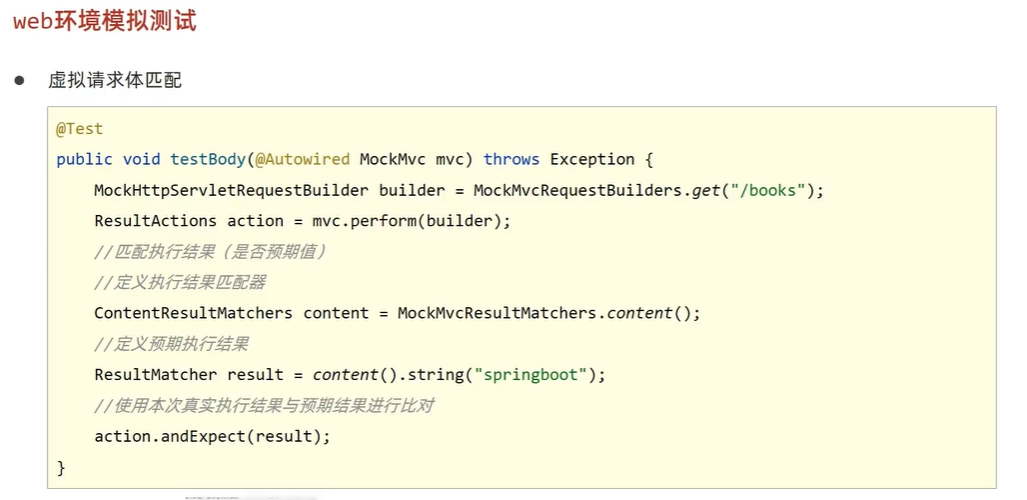 web环境模拟测试
● 虚拟请求体匹配
@Test
public void testBody(@Autowired MockMvc mvc) throws Exception {
    MockHttpServletRequestBuilder builder = MockMvcRequestBuilders.get("/books");
    ResultActions action = mvc.perform(builder);
    //匹配执行结果（是否预期值）
    //定义执行结果匹配器
    ContentResultMatchers content = MockMvcResultMatchers.content();
    //定义预期执行结果
    ResultMatcher result = content().string("springboot");
    //使用本次真实执行结果与预期结果进行比对
    action.andExpect(result);
}